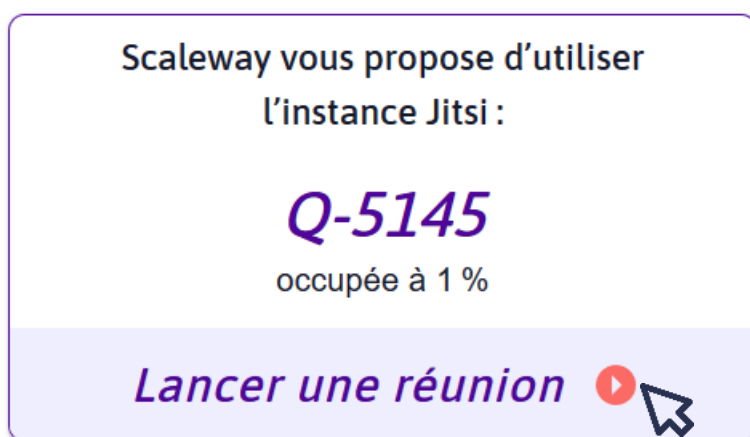 Scaleway vous propose d’utiliser
l’instance Jitsi :
Q-5145
occupée à 1 %
Lancer une réunion